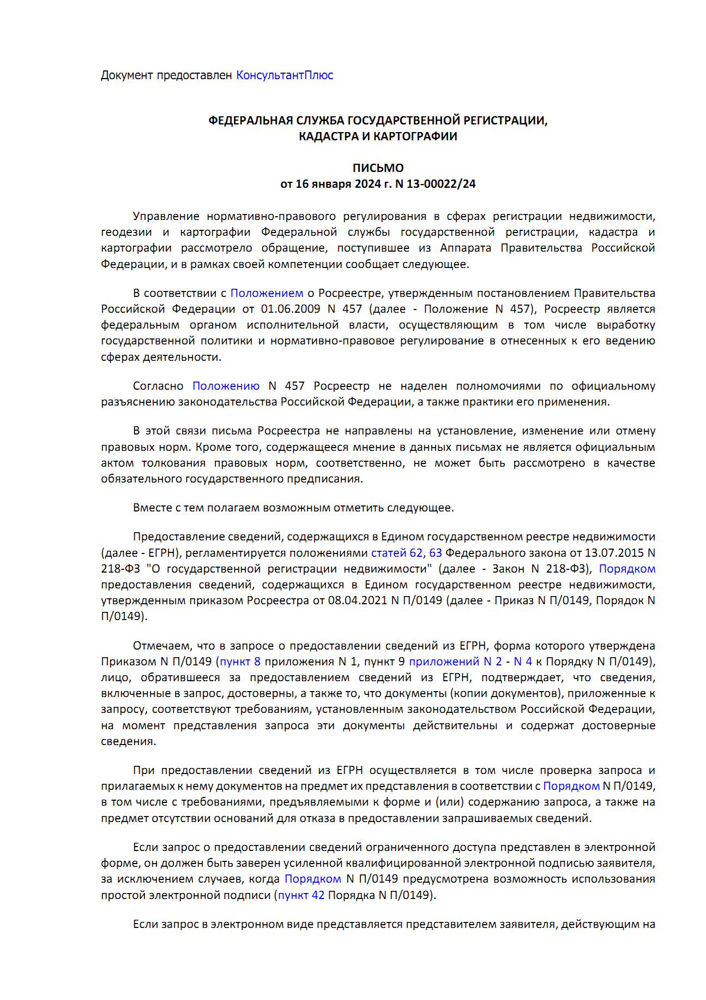 Документ предоставлен КонсультантПлюс
ФЕДЕРАЛЬНАЯ СЛУЖБА ГОСУДАРСТВЕННОЙ РЕГИСТРАЦИИ,
КАДАСТРА И КАРТОГРАФИИ
ПИСЬМО
от 16 января 2024 г. N 13-00022/24
Управление нормативно-правового регулирования в сферах регистрации недвижимости,
геодезии и картографии Федеральной службы государственной регистрации, кадастра и
картографии рассмотрело обращение, поступившее из Аппарата Правительства Российской
Федерации, и в рамках своей компетенции сообщает следующее.
В соответствии с Положением о Росреестре, утвержденным постановлением Правительства
Российской Федерации от 01.06.2009 N 457 (далее - Положение N 457), Росреестр является
федеральным органом исполнительной власти, осуществляющим в том числе выработку
государственной политики и нормативно-правовое регулирование в отнесенных к его ведению
сферах деятельности.
Согласно Положению N 457 Росреестр не наделен полномочиями по официальному
разъяснению законодательства Российской Федерации, а также практики его применения.
В этой связи письма Росреестра не направлены на установление, изменение или отмену
правовых норм. Кроме того, содержащееся мнение в данных письмах не является официальным
актом толкования правовых норм, соответственно, не может быть рассмотрено в качестве
обязательного государственного предписания.
Вместе с тем полагаем возможным отметить следующее.
Предоставление сведений, содержащихся в Едином государственном реестре недвижимости
(далее - ЕГРН), регламентируется положениями статей 62, 63 Федерального закона от 13.07.2015 N
218-ФЗ "О государственной регистрации недвижимости" (далее - Закон N 218-ФЗ), Порядком
предоставления сведений, содержащихся в Едином государственном реестре недвижимости,
утвержденным приказом Росреестра от 08.04.2021 N П/0149 (далее - Приказ N П/0149, Порядок N
П/0149).
Отмечаем, что в запросе о предоставлении сведений из ЕГРН, форма которого утверждена
Приказом N П/0149 (пункт 8 приложения N 1, пункт 9 приложений N 2 - N 4 к Порядку N П/0149),
лицо, обратившееся за предоставлением сведений из ЕГРН, подтверждает, что сведения,
включенные в запрос, достоверны, а также то, что документы (копии документов), приложенные к
запросу, соответствуют требованиям, установленным законодательством Российской Федерации,
на момент представления запроса эти документы действительны и содержат достоверные
сведения.
При предоставлении сведений из ЕГРН осуществляется в том числе проверка запроса и
прилагаемых к нему документов на предмет их представления в соответствии с Порядком N П/0149,
в том числе с требованиями, предъявляемыми к форме и (или) содержанию запроса, а также на
предмет отсутствии оснований для отказа в предоставлении запрашиваемых сведений.
Если запрос о предоставлении сведений ограниченного доступа представлен в электронной
форме, он должен быть заверен усиленной квалифицированной электронной подписью заявителя,
за исключением случаев, когда Порядком N П/0149 предусмотрена возможность использования
простой электронной подписи (пункт 42 Порядка N П/0149).
Если запрос в электронном виде представляется представителем заявителя, действующим на